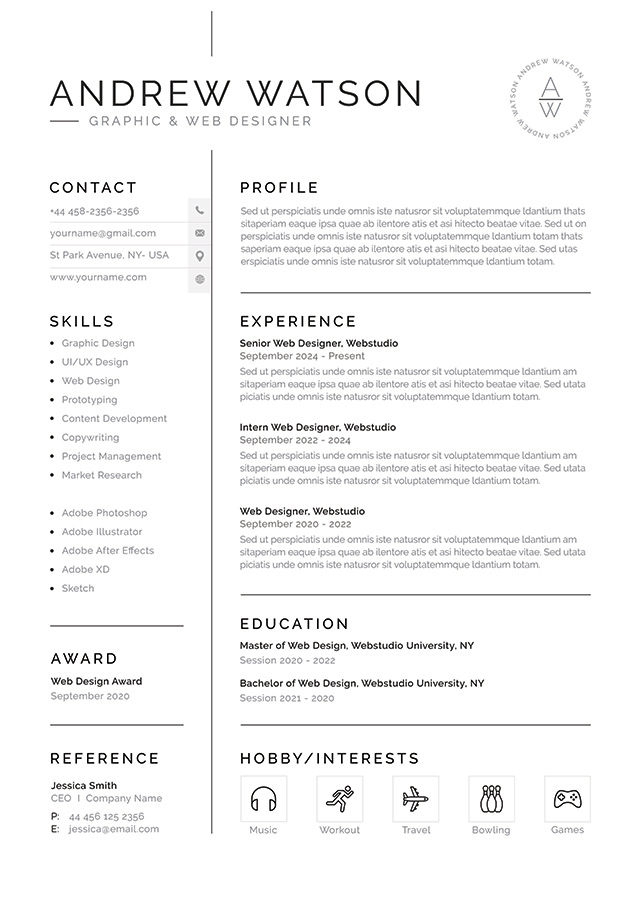 ANDREW WATSON
GRAPHIC & WEB DESIGNER
ANDREW WATSON ANDREW WATSON ANDREW WATSON ANDREW WATSON
A
W
CONTACT
+44 458-2356-2356
yourname@gmail.com
St Park Avenue, NY- USA
www.yourname.com
SKILLS
Graphic Design
UI/UX Design
Web Design
Prototyping
Content Development
Copywriting
Project Management
Market Research
Adobe Photoshop
Adobe Illustrator
Adobe After Effects
Adobe XD
Sketch
AWARD
Web Design Award
September 2020
REFERENCE
Jessica Smith
CEO I Company Name
P: 44 456 125 2356
E: jessica@email.com
PROFILE
Sed ut perspiciatis unde omnis iste natusror sit voluptatemmque ldantium thats
sitaperiam eaque ipsa quae ab ilentore atis et asi hitecto beatae vitae. Sed ut on
perspiciatis unde omnis iste natusror sit voluptatemmque ldantium totam thats
saperiam eaque ipsa quae ab ilentore atis et asi hitecto beatae vitae. Sed utas
erspiciatis unde omnis iste natusror sit voluptatemmque ldantium totam.
EXPERIENCE
Senior Web Designer, Webstudio
September 2024 - Present
Sed ut perspiciatis unde omnis iste natusror sit voluptatemmque ldantium am
sitaperiam eaque ipsa quae ab ilentore atis et asi hitecto beatae vitae. Sed utata
piciatis unde omnis iste natusror sit voluptatemmque ldantium totam.
Intern Web Designer, Webstudio
September 2022 - 2024
Sed ut perspiciatis unde omnis iste natusror sit voluptatemmque ldantium am
sitaperiam eaque ipsa quae ab ilentore atis et asi hitecto beatae vitae. Sed utata
piciatis unde omnis iste natusror sit voluptatemmque ldantium totam.
Web Designer, Webstudio
September 2020 - 2022
Sed ut perspiciatis unde omnis iste natusror sit voluptatemmque ldantium am
sitaperiam eaque ipsa quae ab ilentore atis et asi hitecto beatae vitae. Sed utata
piciatis unde omnis iste natusror sit voluptatemmque ldantium totam.
EDUCATION
Master of Web Design, Webstudio University, NY
Session 2020 - 2022
Bachelor of Web Design, Webstudio University, NY
Session 2021 - 2020
HOBBY/INTERESTS
Music
Workout
Travel
Bowling
Games